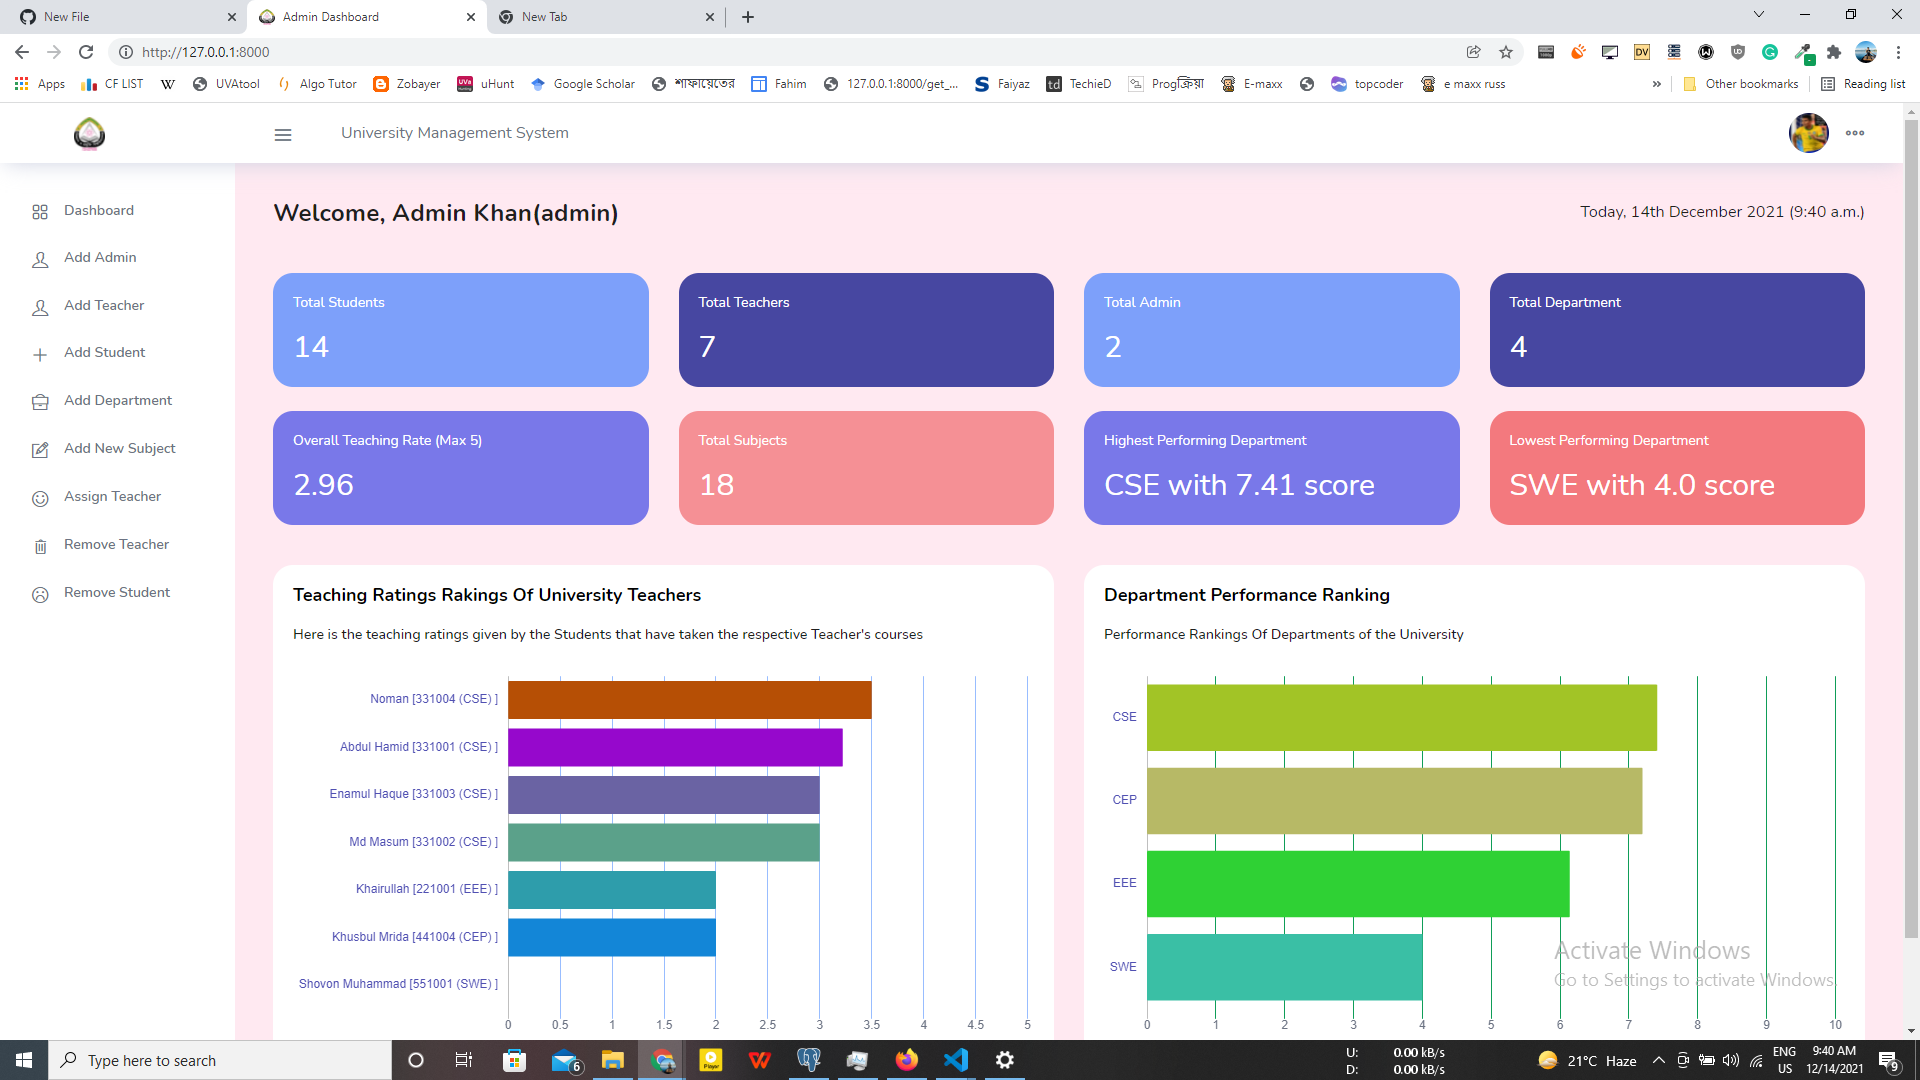 New File
Admin Dashboard
New Tab
http://127.0.0.1:8000
Apps
CF LIST
UVAtool
Algo Tutor
Zobayer
uHunt
Google Scholar
শাফায়েতের
Fahim
127.0.0.1:8000/get_...
Faiyaz
TechieD
Progক্রিয়া
E-maxx
topcoder
e maxx russ
»
Other bookmarks
Reading list
University Management System
Dashboard
Add Admin
Add Teacher
Add Student
Add Department
Add New Subject
Assign Teacher
Remove Teacher
Remove Student
Welcome, Admin Khan(admin)
Today, 14th December 2021 (9:40 a.m.)
Total Students
14
Total Teachers
7
Total Admin
2
Total Department
4
Overall Teaching Rate (Max 5)
2.96
Total Subjects
18
Highest Performing Department
CSE with 7.41 score
Lowest Performing Department
SWE with 4.0 score
Teaching Ratings Rakings Of University Teachers
Here is the teaching ratings given by the Students that have taken the respective Teacher's courses
Noman [331004 (CSE) ]
Abdul Hamid [331001 (CSE) ]
Enamul Haque [331003 (CSE) ]
Md Masum [331002 (CSE) ]
Khairullah [221001 (EEE) ]
Khusbul Mrida [441004 (CEP) ]
Shovon Muhammad [551001 (SWE) ]
0 0.5 1 1.5 2 2.5 3 3.5 4 4.5 5
Department Performance Ranking
Performance Rankings Of Departments of the University
CSE
CEP
EEE
SWE
0 1 2 3 4 5 6 7 8 9 10
Activate Windows
Go to Settings to activate Windows.
Type here to search
6
Player
U: 0.00 kB/s
D: 0.00 kB/s
21°C Haze
ENG
US
9:40 AM
12/14/2021
9